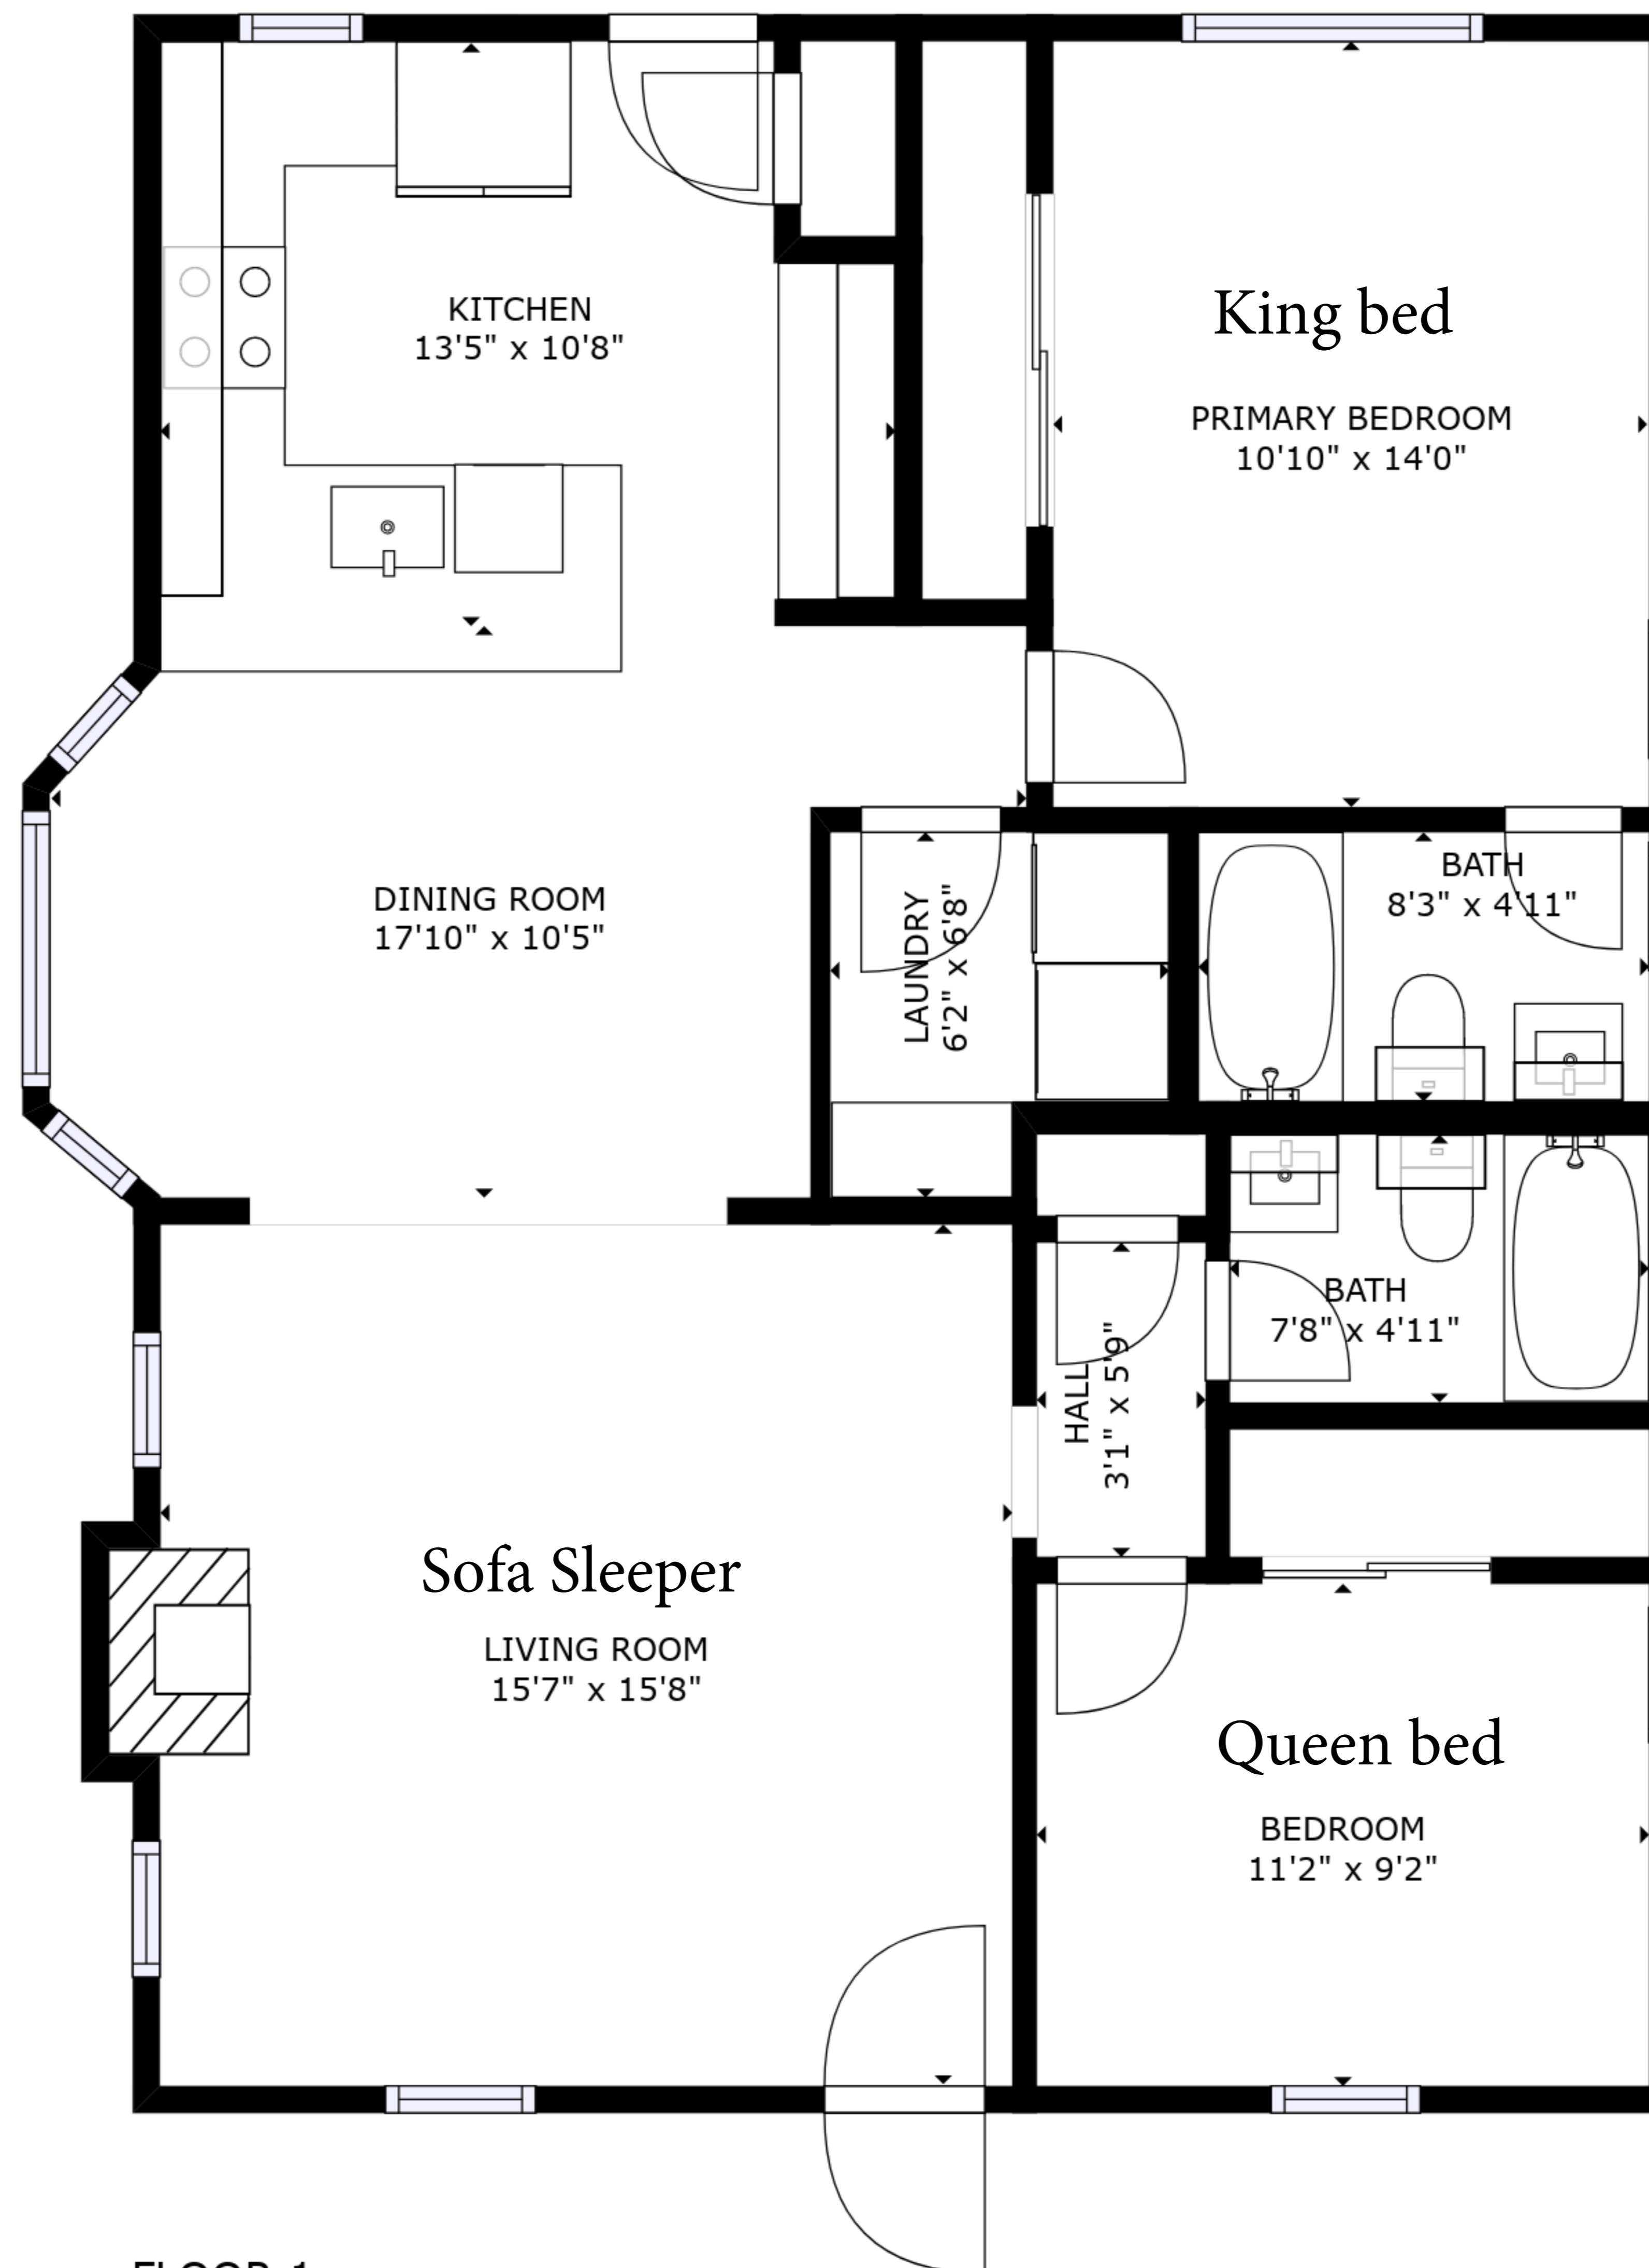 KITCHEN
13'5" x 10'8"
King bed
PRIMARY BEDROOM
10'10" x 14'0"
DINING ROOM
17'10" x 10'5"
LAUNDRY
6'2" x 6'8"
BATH
8'3" x 4'11"
BATH
7'8" x 4'11"
HALL
3'1" x 5'9"
Sofa Sleeper
LIVING ROOM
15'7" x 15'8"
Queen bed
BEDROOM
11'2" x 9'2"
FLOOR 1